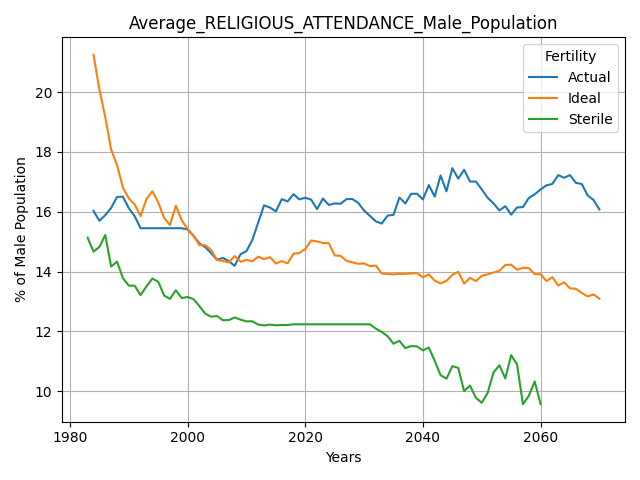 Average_RELIGIOUS_ATTENDANCE_Male_Population
Fertility
Actual
Ideal
Sterile
% of Male Population
20
18
16
14
12
10
1980
2000
2020
2040
2060
Years